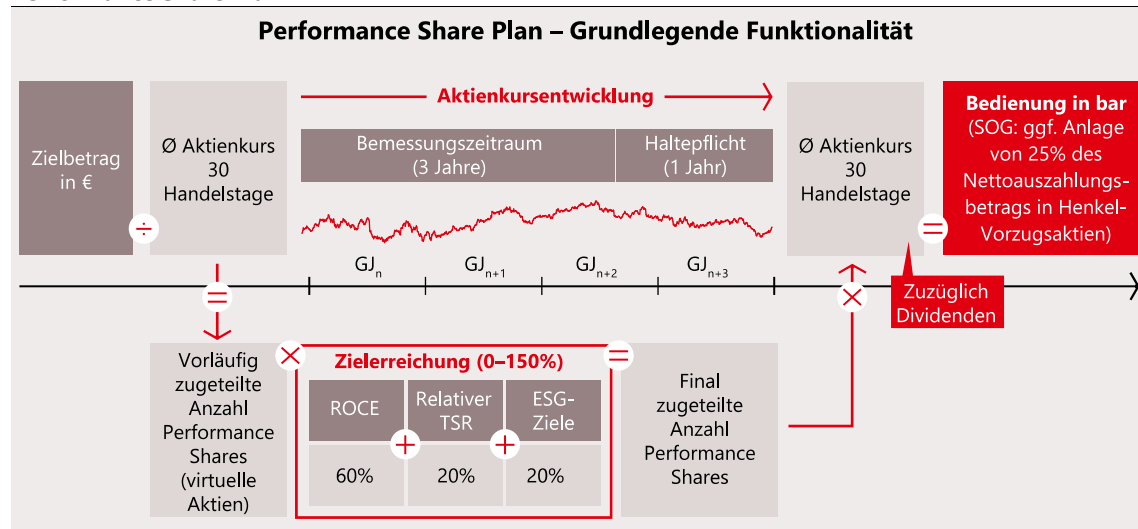 Performance Share Plan – Grundlegende Funktionalität
Zielbetrag
in €
÷
Ø Aktienkurs
30
Handelstage
Aktienkursentwicklung
Bemessungszeitraum
(3 Jahre)
Haltepflicht
(1 Jahr)
Ø Aktienkurs
30
Handelstage
=
Bedienung in bar
(SOG: ggf. Anlage
von 25% des
Nettoauszahlungs-
betrags in Henkel-
Vorzugsaktien)
GJn
GJn+1
GJn+2
GJn+3
=
×
Zuzüglich
Dividenden
Vorläufig
zugeteilte
Anzahl
Performance
Shares
(virtuelle
Aktien)
×
Zielerreichung (0–150%)
=
ROCE
Relativer
TSR
ESG-
Ziele
+
+
60%
20%
20%
Final
zugeteilte
Anzahl
Performance
Shares